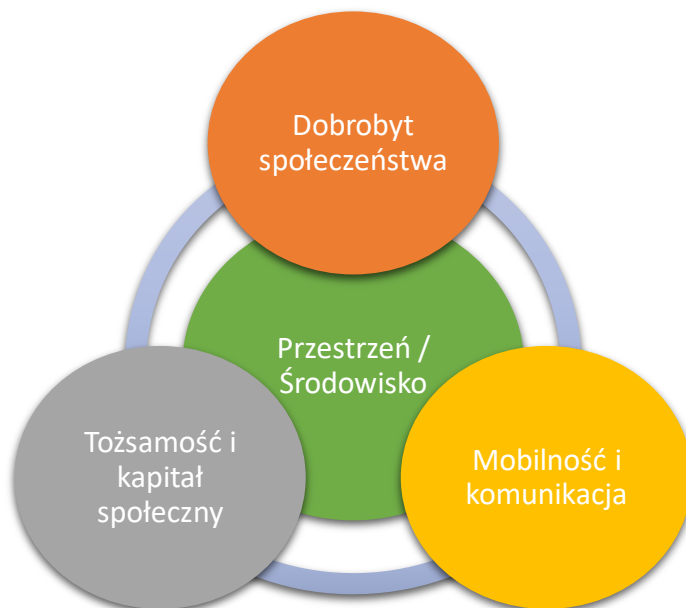 Dobrobyt
społeczeństwa
Przestrzeń /
Środowisko
Tożsamość i
kapitał
społeczny
Mobilność i
komunikacja